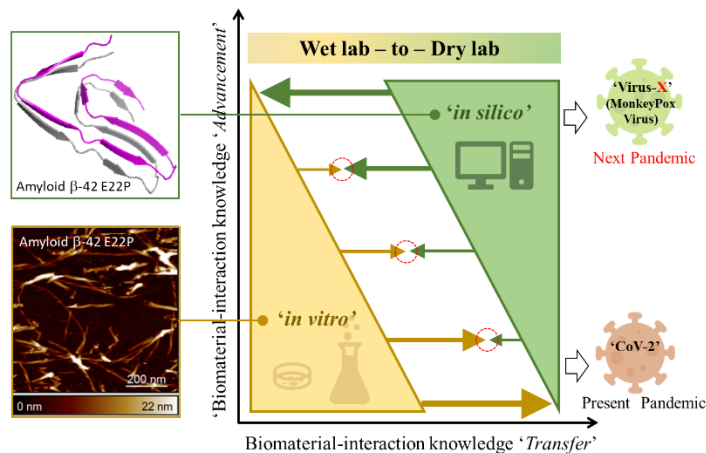 Wet lab – to – Dry lab
'Biomaterial-interaction knowledge 'Advancement'
Amyloid β-42 E22P
'in silico'
'Virus-X'
(MonkeyPox
Virus)
Next Pandemic
Amyloid β-42 E22P
200 nm
0 nm
22 nm
'in vitro'
'CoV-2'
Present Pandemic
Biomaterial-interaction knowledge 'Transfer'